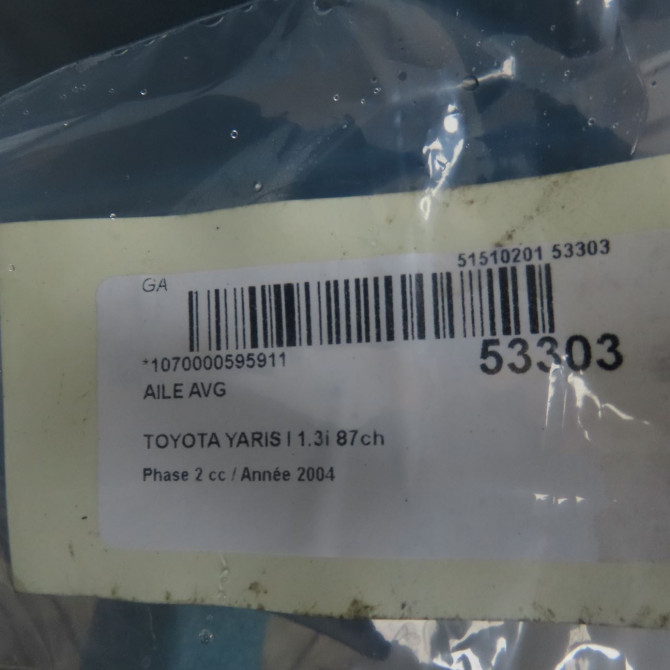 GA
51510201 53303
*1070000595911
53303
AILE AVG
TOYOTA YARIS I 1.3i 87ch
Phase 2 cc / Année 2004